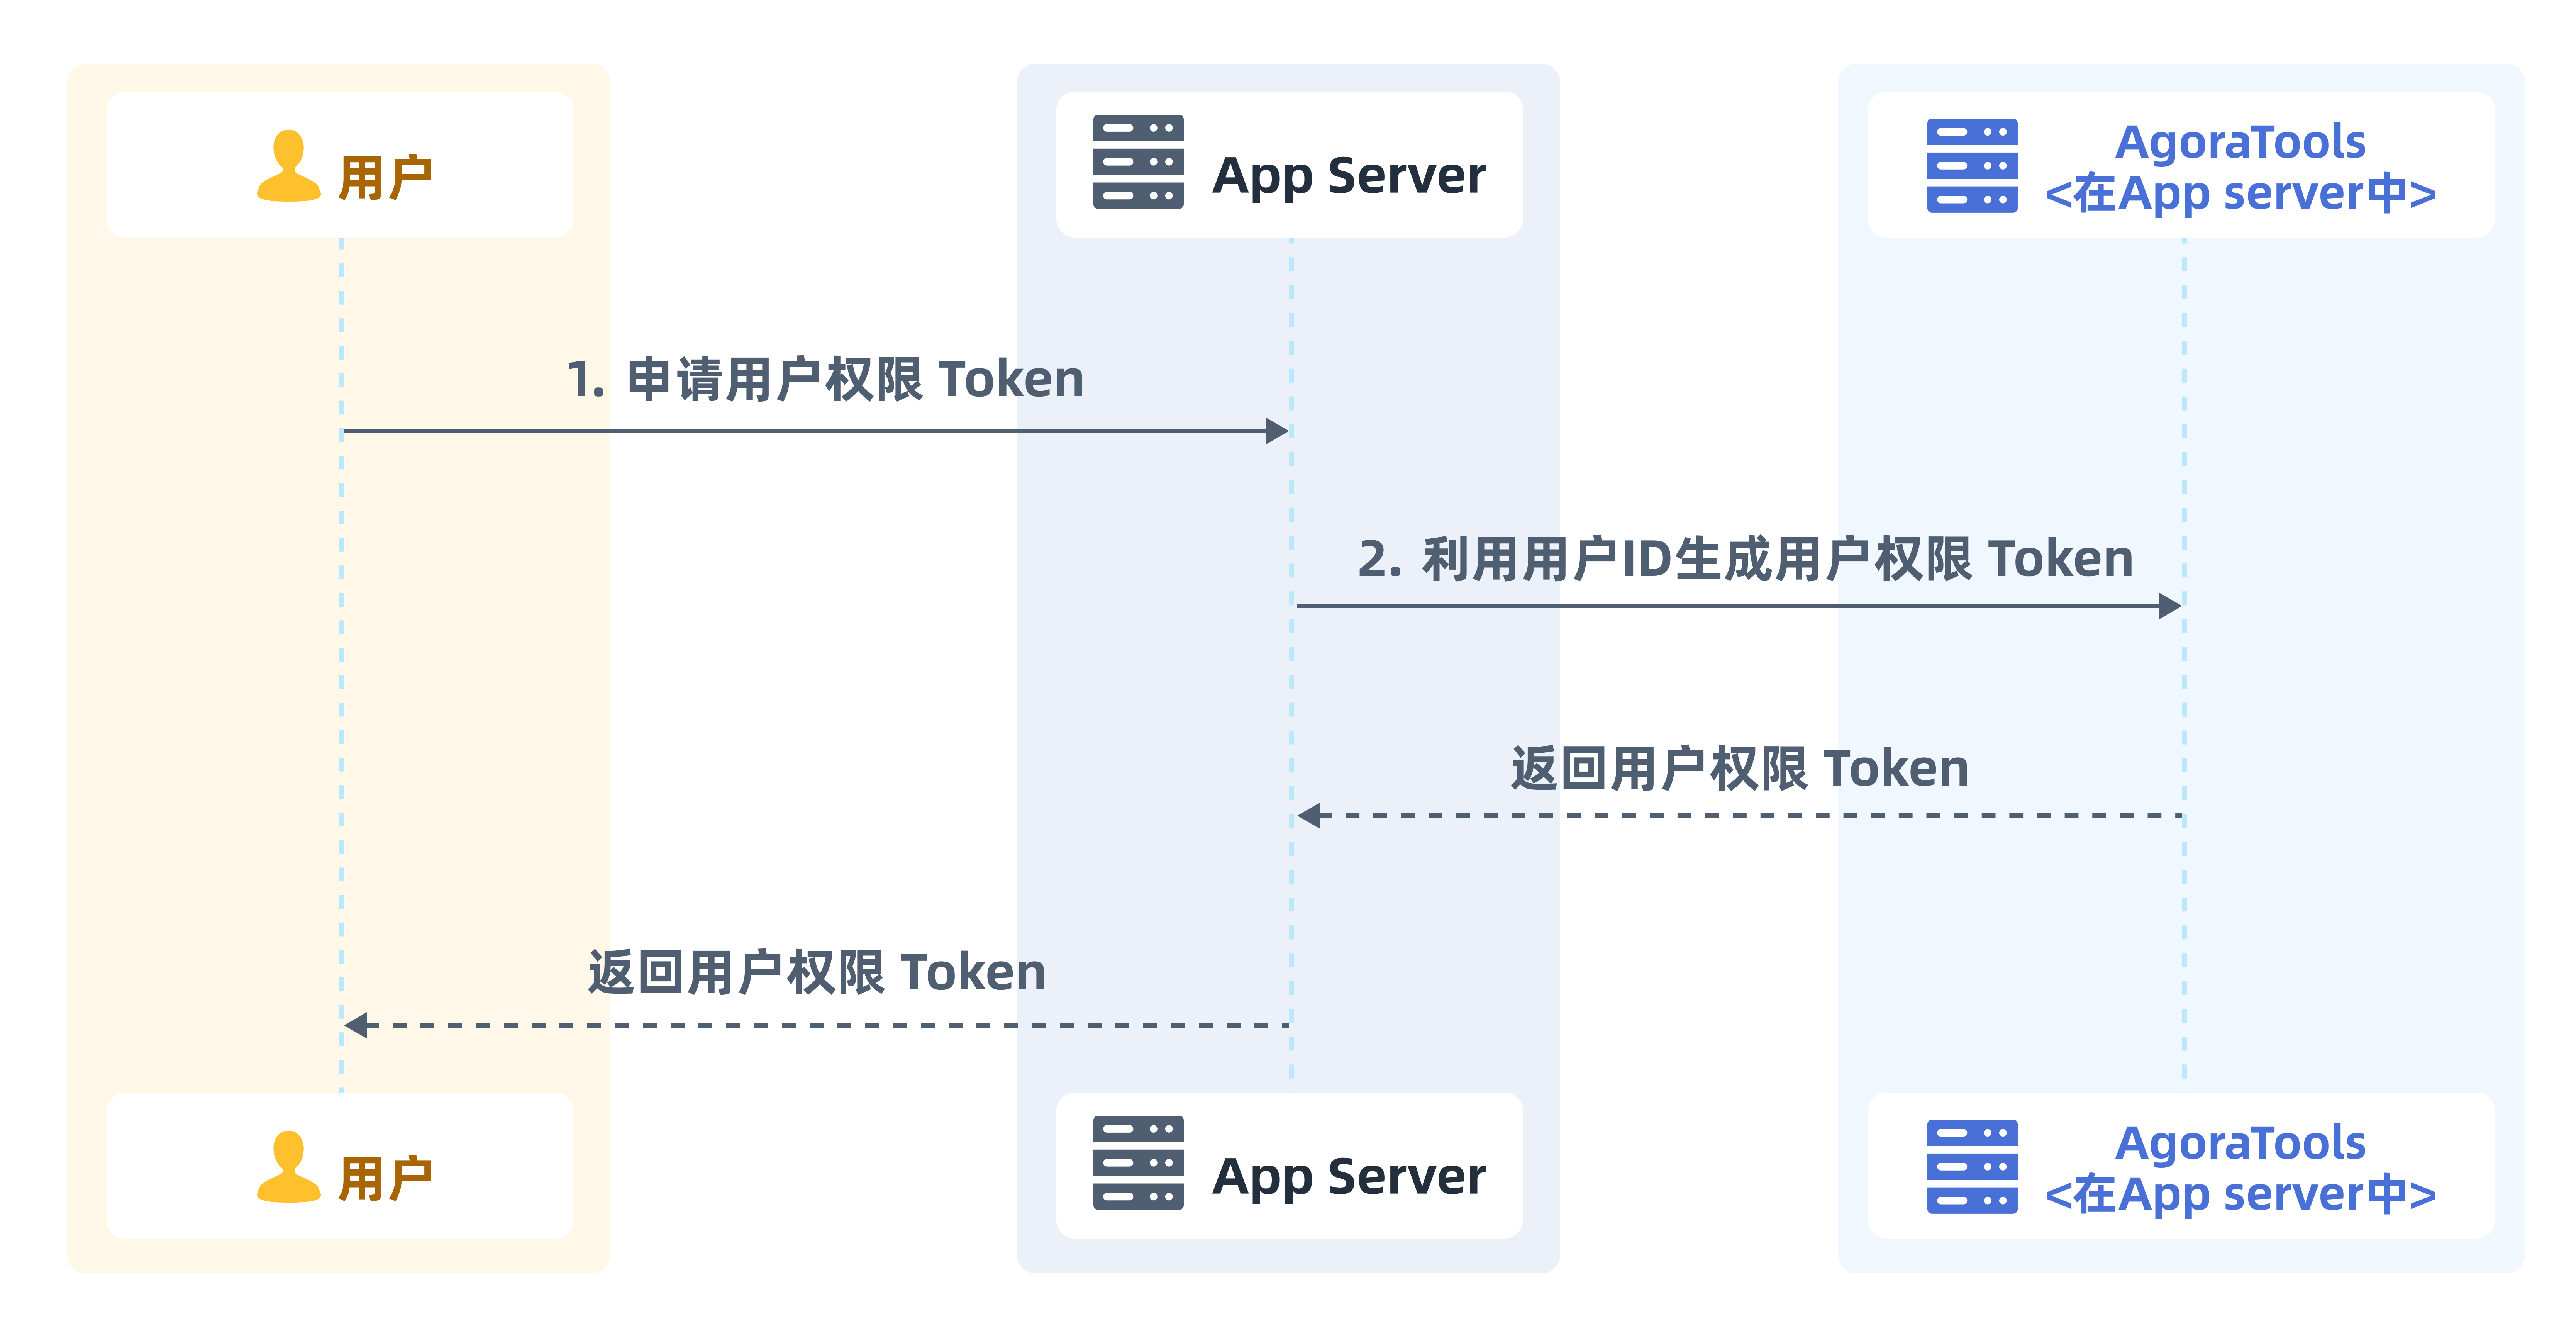 用户
App Server
AgoraTools
<在App server中>
1. 申请用户权限 Token
2. 利用用户ID生成用户权限 Token
返回用户权限 Token
返回用户权限 Token
用户
App Server
AgoraTools
<在App server中>